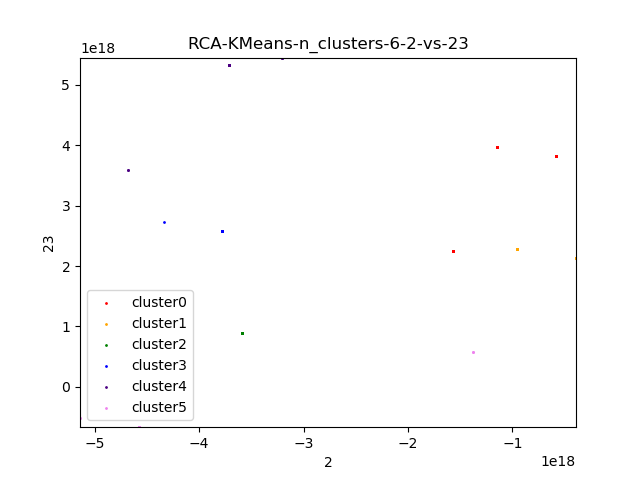 RCA-KMeans-n_clusters-6-2-vs-23
1e18
5
4
3
2
1
0
23
cluster0
cluster1
cluster2
cluster3
cluster4
cluster5
−5 −4 −3 −2 −1
2
1e18